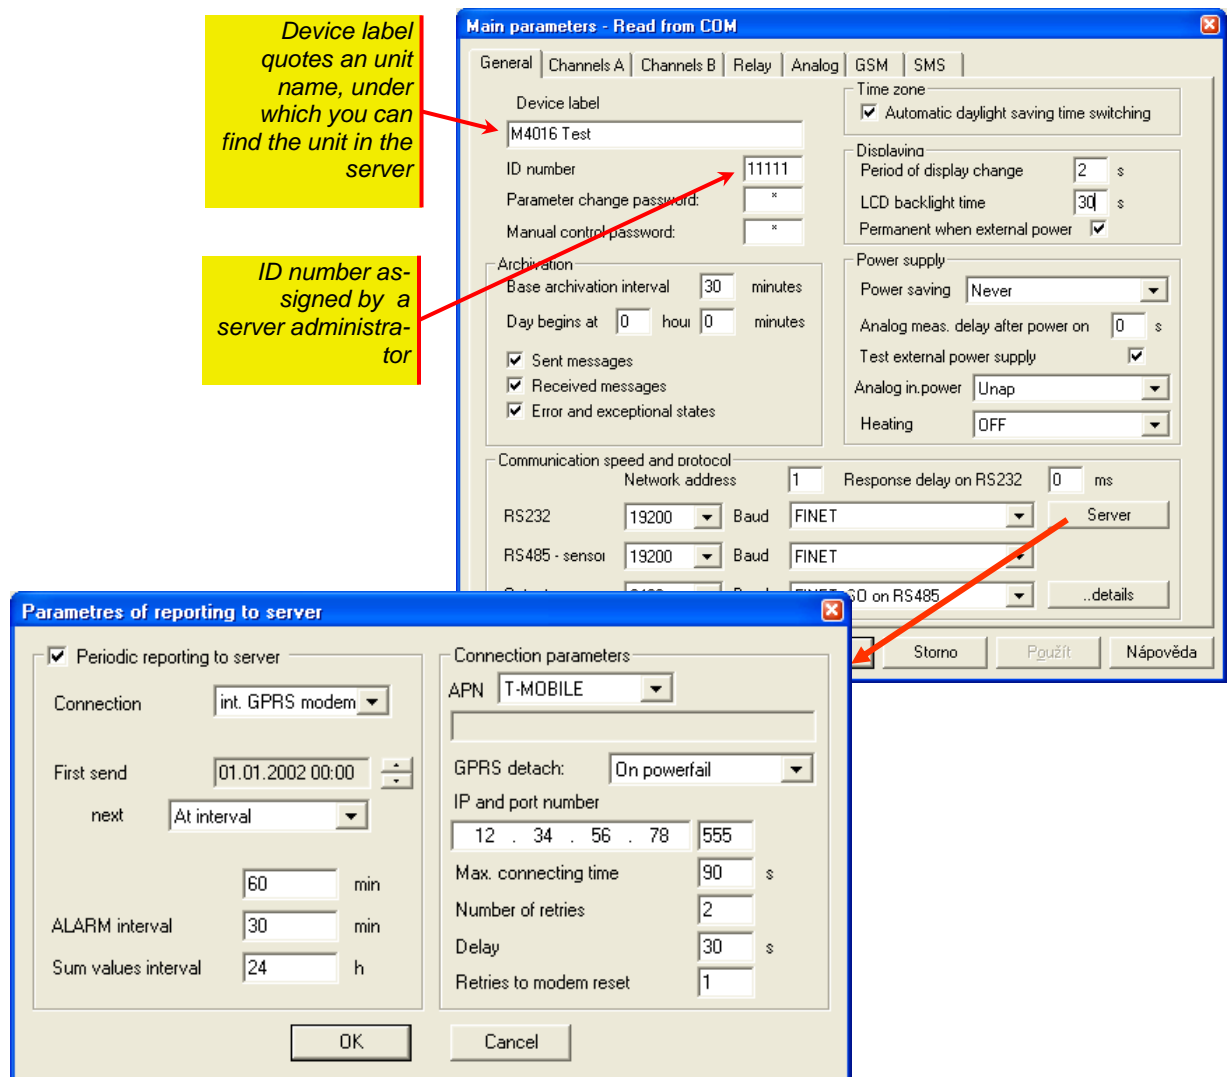 Device label
quotes an unit
name, under
which you can
find the unit in the
server
ID number as-
signed by a
server administra-
tor
Main parameters - Read from COM
General Channels A Channels B Relay Analog GSM SMS
Device label
M4016 Test
ID number 11111
Parameter change password: *
Manual control password: *
Archivation
Base archivation interval 30 minutes
Day begins at 0 hour 0 minutes
Sent messages
Received messages
Error and exceptional states
Time zone
Automatic daylight saving time switching
Displaying
Period of display change 2 s
LCD backlight time 30 s
Permanent when external power
Power supply
Power saving Never
Analog meas. delay after power on 0 s
Test external power supply
Analog in.power Unap
Heating OFF
Communication speed and protocol
Network address 1 Response delay on RS232 0 ms
RS232 19200 Baud FINET Server
RS485 - sensor 19200 Baud FINET
on RS485 ..details
Storno Použít Nápověda
Parametres of reporting to server
Periodic reporting to server
Connection int. GPRS modem
First send 01.01.2002 00:00
next At interval
60 min
ALARM interval 30 min
Sum values interval 24 h
Connection parameters
APN T-MOBILE
GPRS detach: On powerfail
IP and port number
12 . 34 . 56 . 78 555
Max. connecting time 90 s
Number of retries 2
Delay 30 s
Retries to modem reset 1
OK Cancel